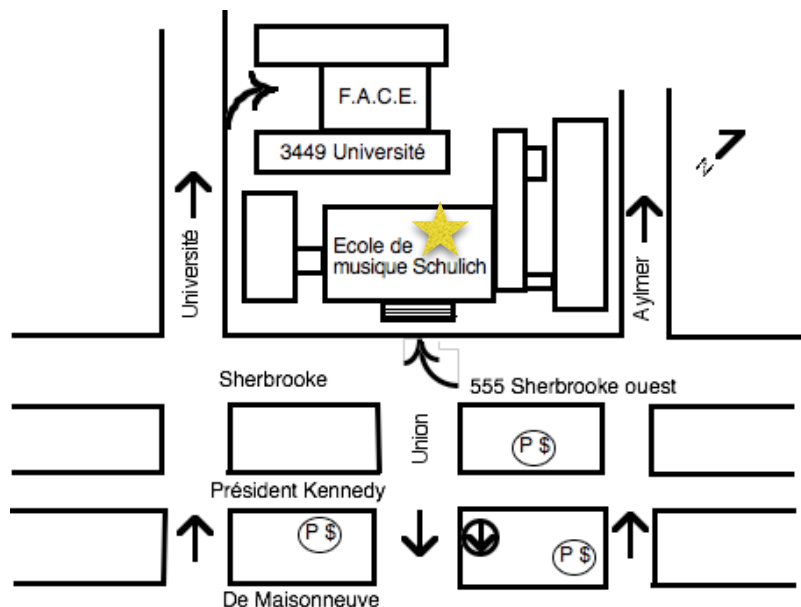 F.A.C.E.
3449 Université
N
Université
Ecole de
musique Schulich
Aylmer
Sherbrooke
555 Sherbrooke ouest
Union
P $
Président Kennedy
P $
P $
De Maisonneuve